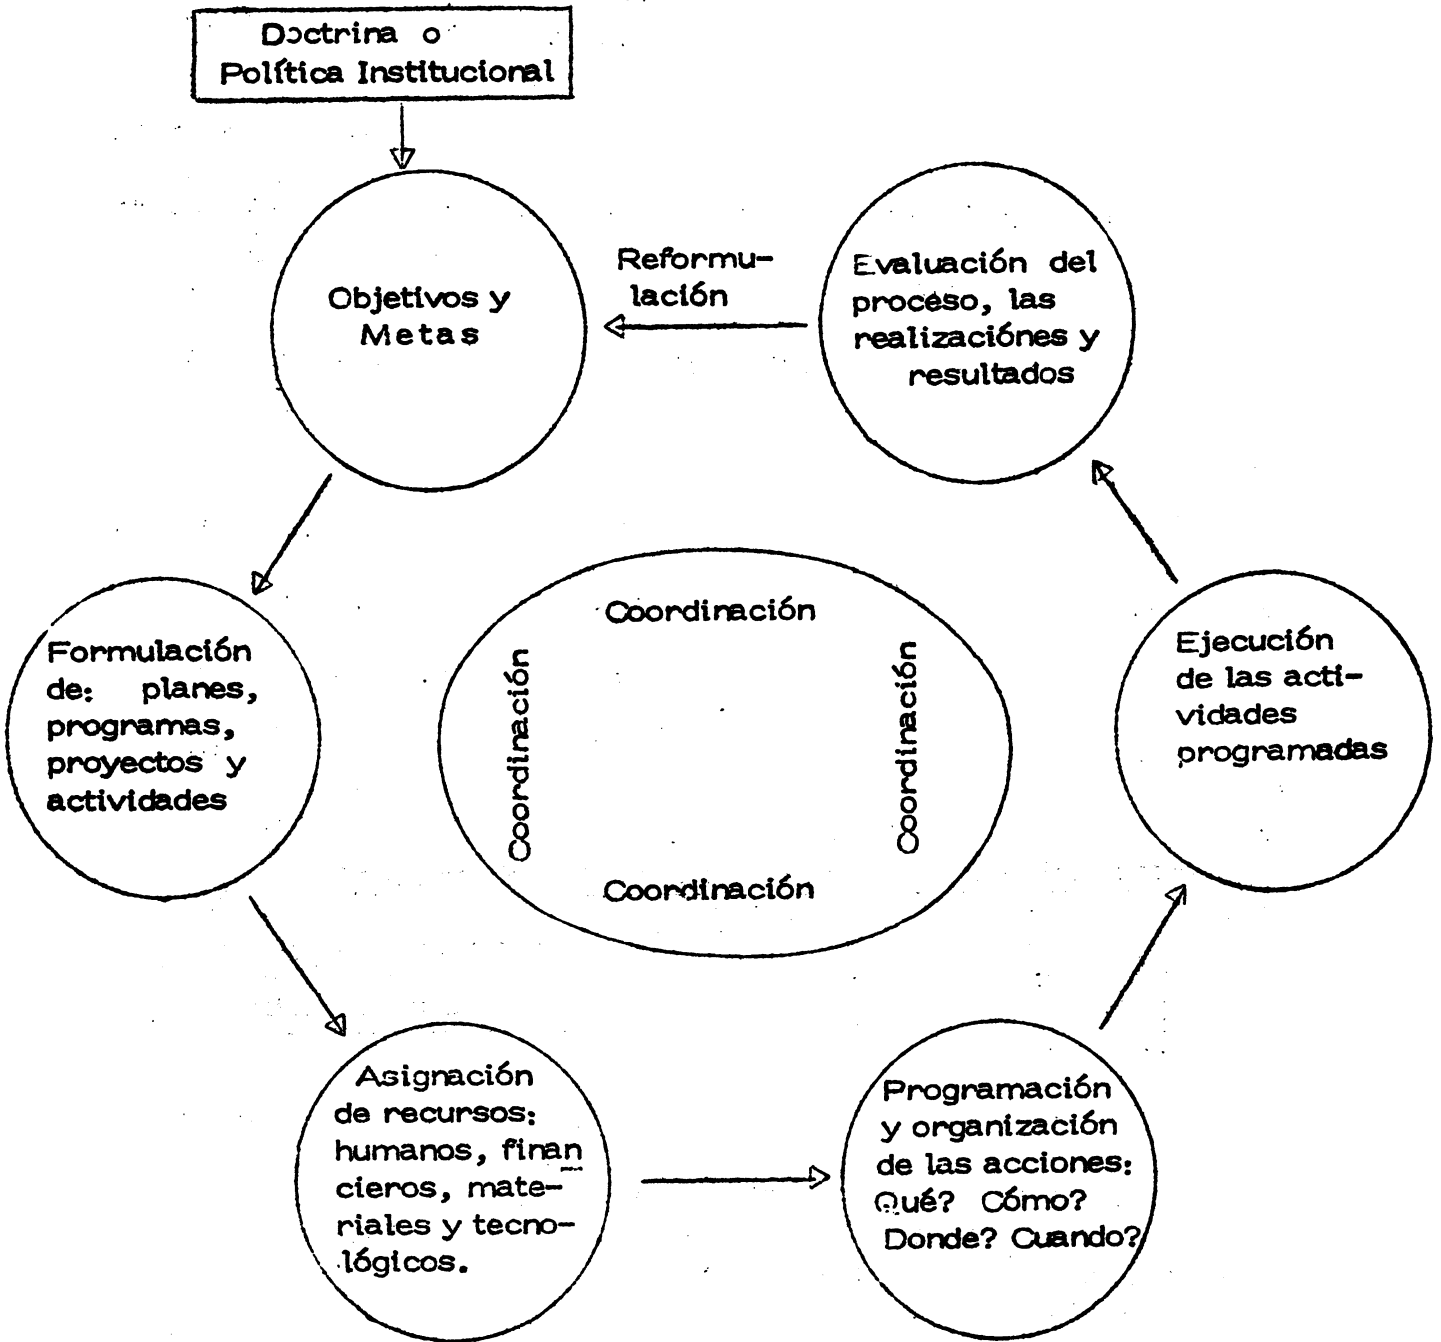 Doctrina o
Política Institucional
Objetivos y
Metas
Reformu-
lación
Evaluación del
proceso, las
realizaciónes y
resultados
Formulación
de: planes,
programas,
proyectos y
actividades
Coordinación
Coordinación
Coordinación
Coordinación
Ejecución
de las acti-
vidades
programadas
Asignación
de recursos:
humanos, finan
cieros, mate-
riales y tecno-
lógicos.
Programación
y organización
de las acciones:
Qué? Cómo?
Donde? Cuando?